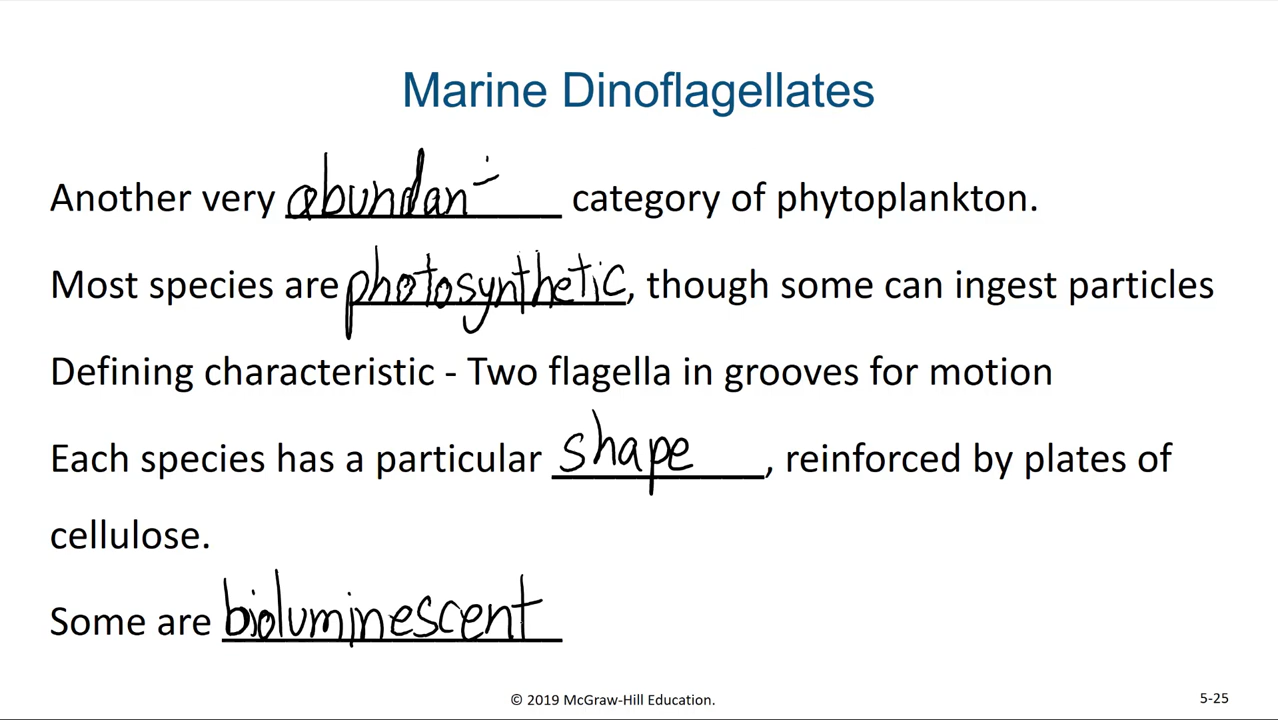 Marine Dinoflagellates
Another very abundant category of phytoplankton.
Most species are photosynthetic, though some can ingest particles
Defining characteristic - Two flagella in grooves for motion
Each species has a particular shape, reinforced by plates of
cellulose.
Some are bioluminescent
© 2019 McGraw-Hill Education.
5-25